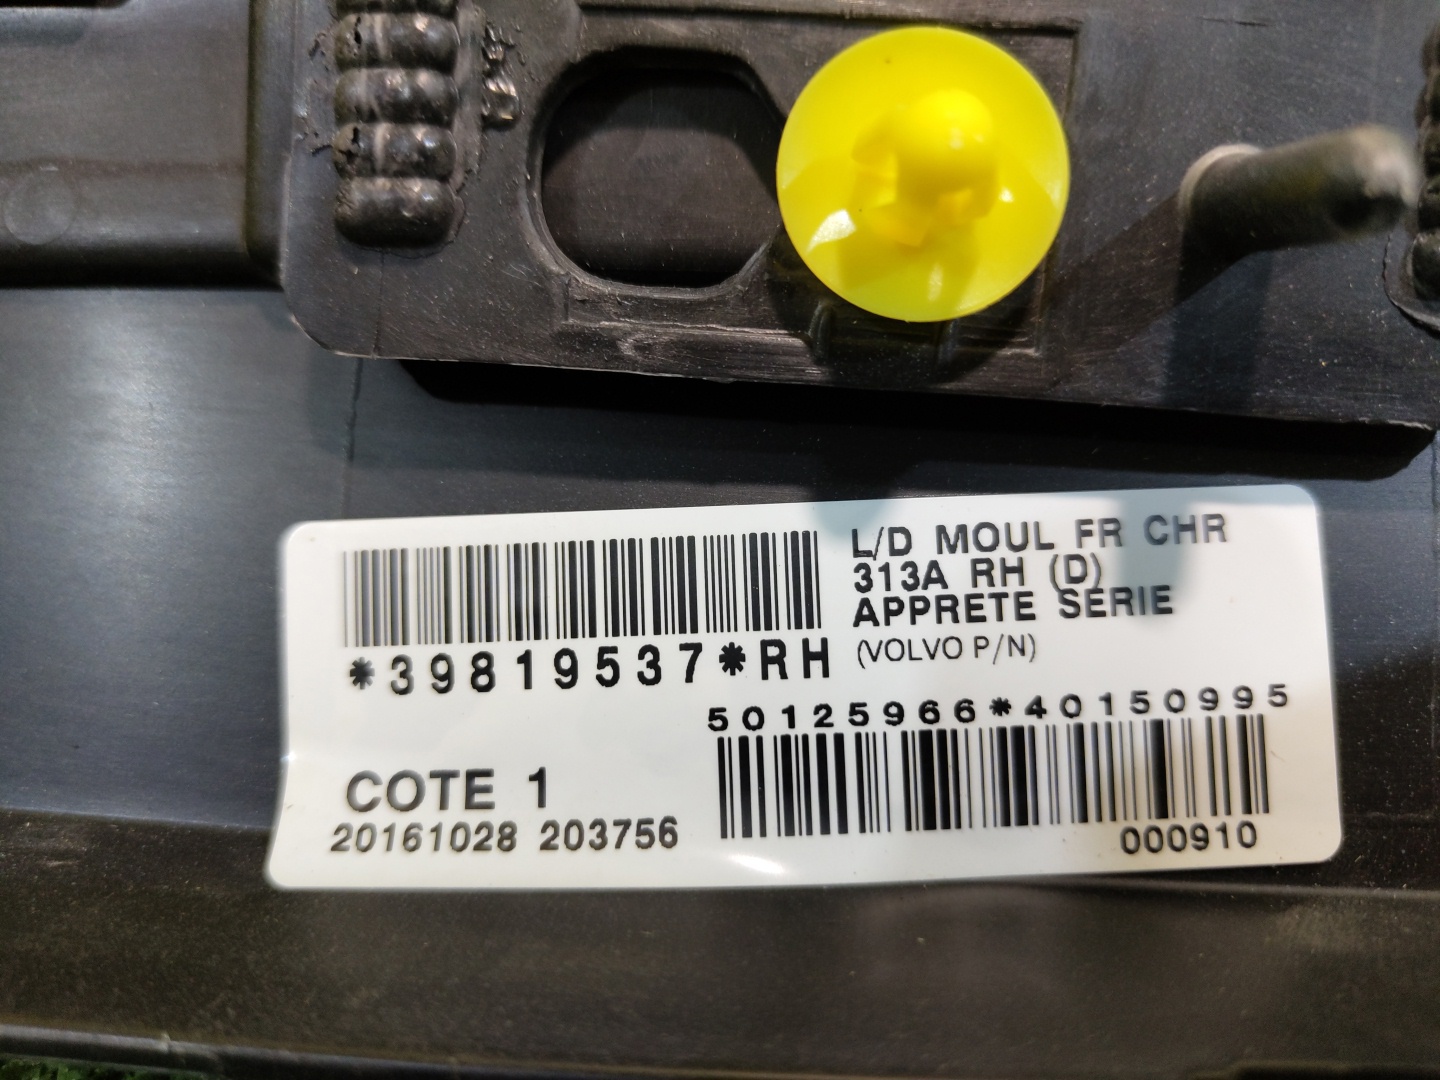 L/D MOUL FR CHR
313A RH (D)
APPRETE SERIE
(VOLVO P/N)
*39819537*RH
50125966*40150995
COTE 1
20161028 203756
000910